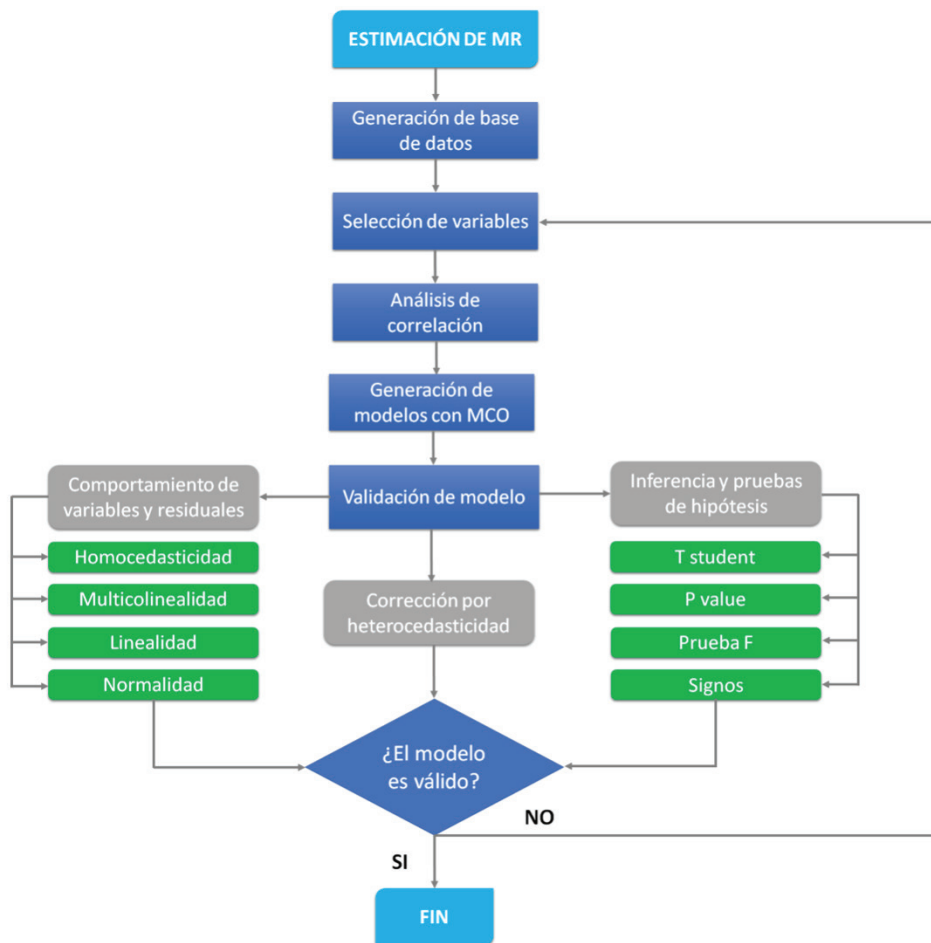 ESTIMACIÓN DE MR
Generación de base
de datos
Selección de variables
Análisis de
correlación
Generación de
modelos con MCO
Validación de modelo
Comportamiento de
variables y residuales
Homocedasticidad
Multicolinealidad
Linealidad
Normalidad
Corrección por
heterocedasticidad
Inferencia y pruebas
de hipótesis
T student
P value
Prueba F
Signos
¿El modelo
es válido?
NO
SI
FIN